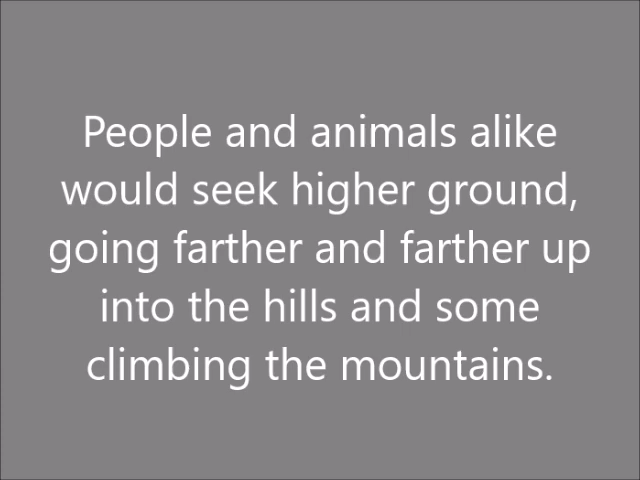 People and animals alike
would seek higher ground,
going farther and farther up
into the hills and some
climbing the mountains.